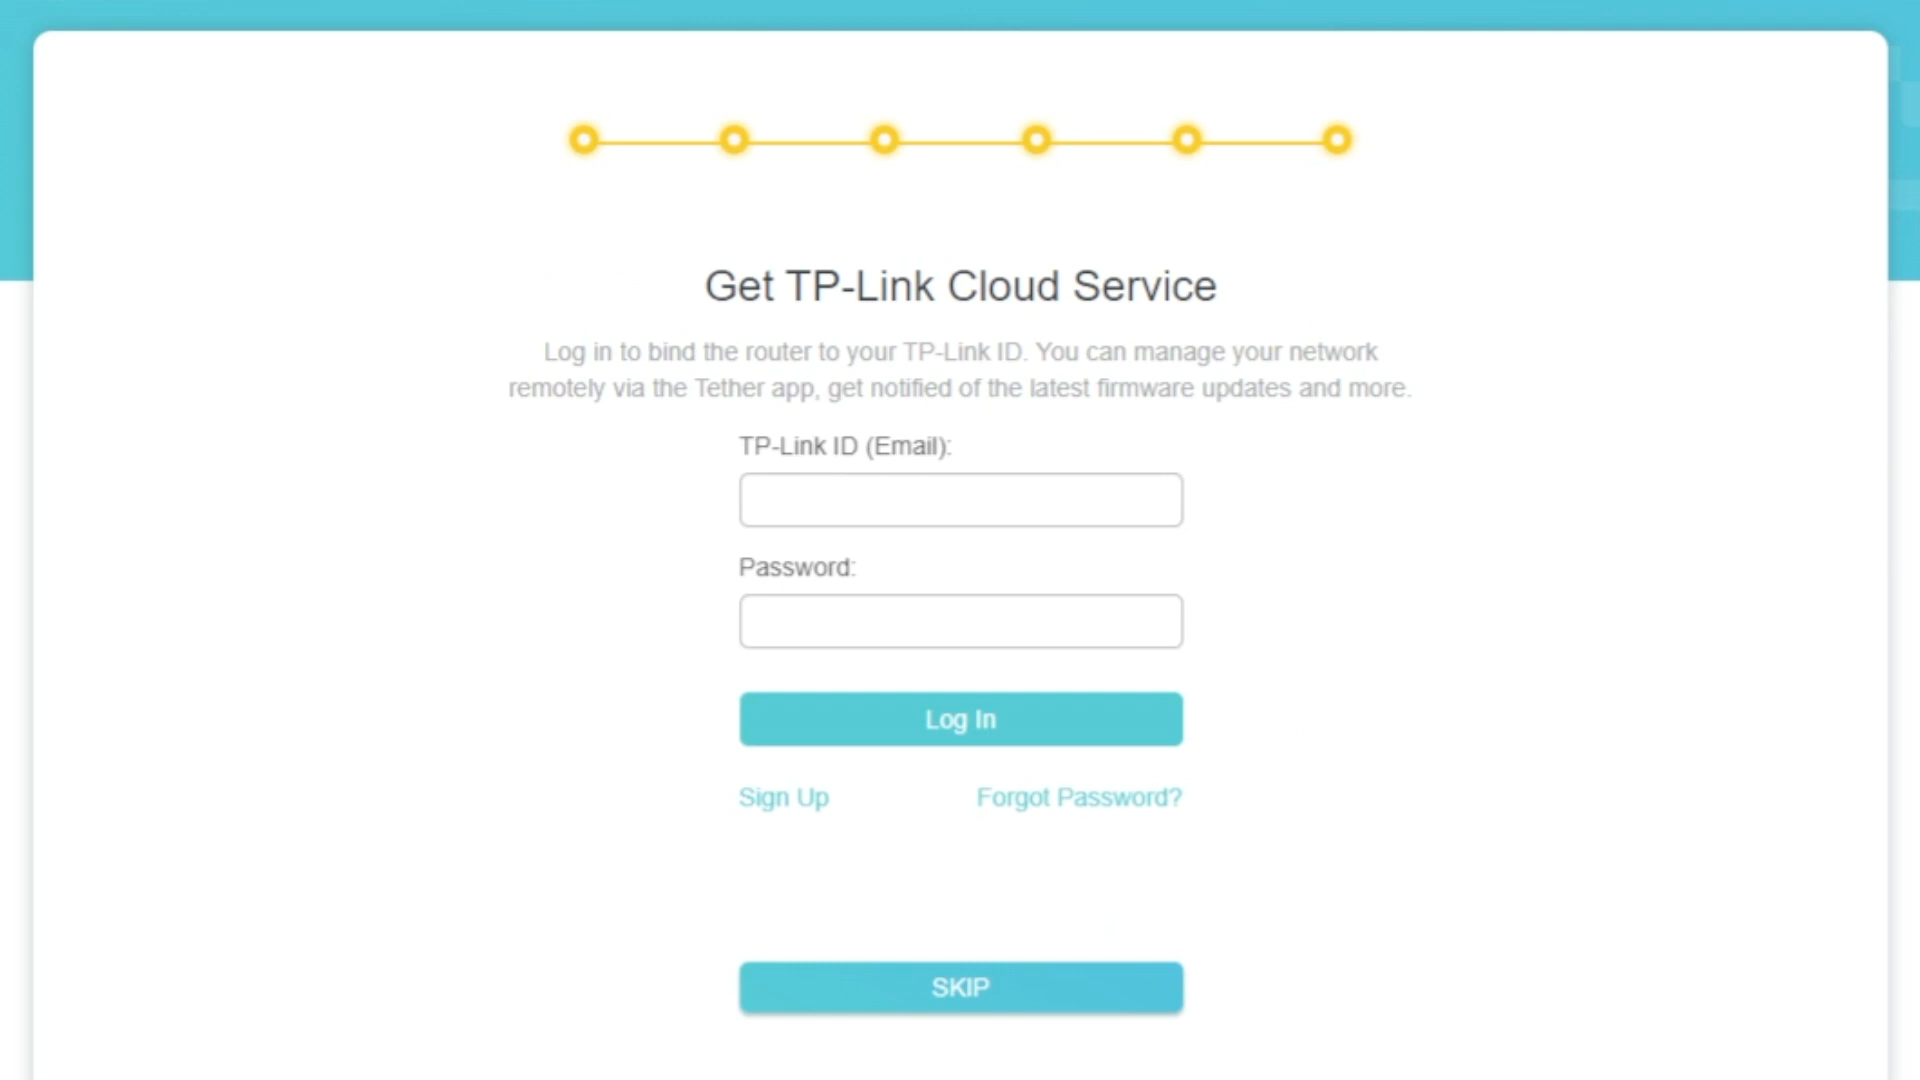 Get TP-Link Cloud Service
Log in to bind the router to your TP-Link ID. You can manage your network
remotely via the Tether app, get notified of the latest firmware updates and more.
TP-Link ID (Email):
Password:
Log In
Sign Up
Forgot Password?
SKIP